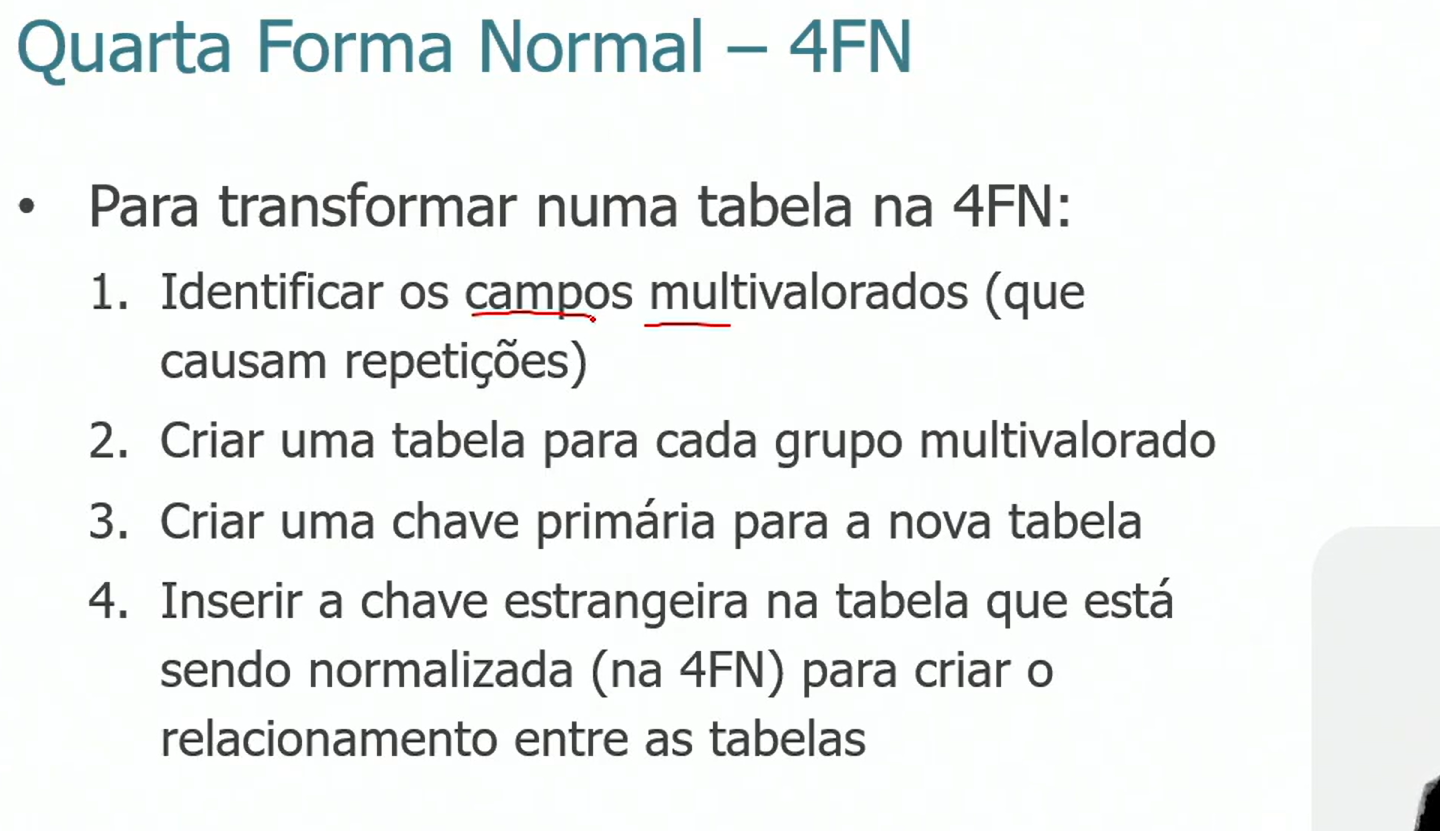 Quarta Forma Normal – 4FN
• Para transformar numa tabela na 4FN:
1. Identificar os campos multivalorados (que
causam repetições)
2. Criar uma tabela para cada grupo multivalorado
3. Criar uma chave primária para a nova tabela
4. Inserir a chave estrangeira na tabela que está
sendo normalizada (na 4FN) para criar o
relacionamento entre as tabelas